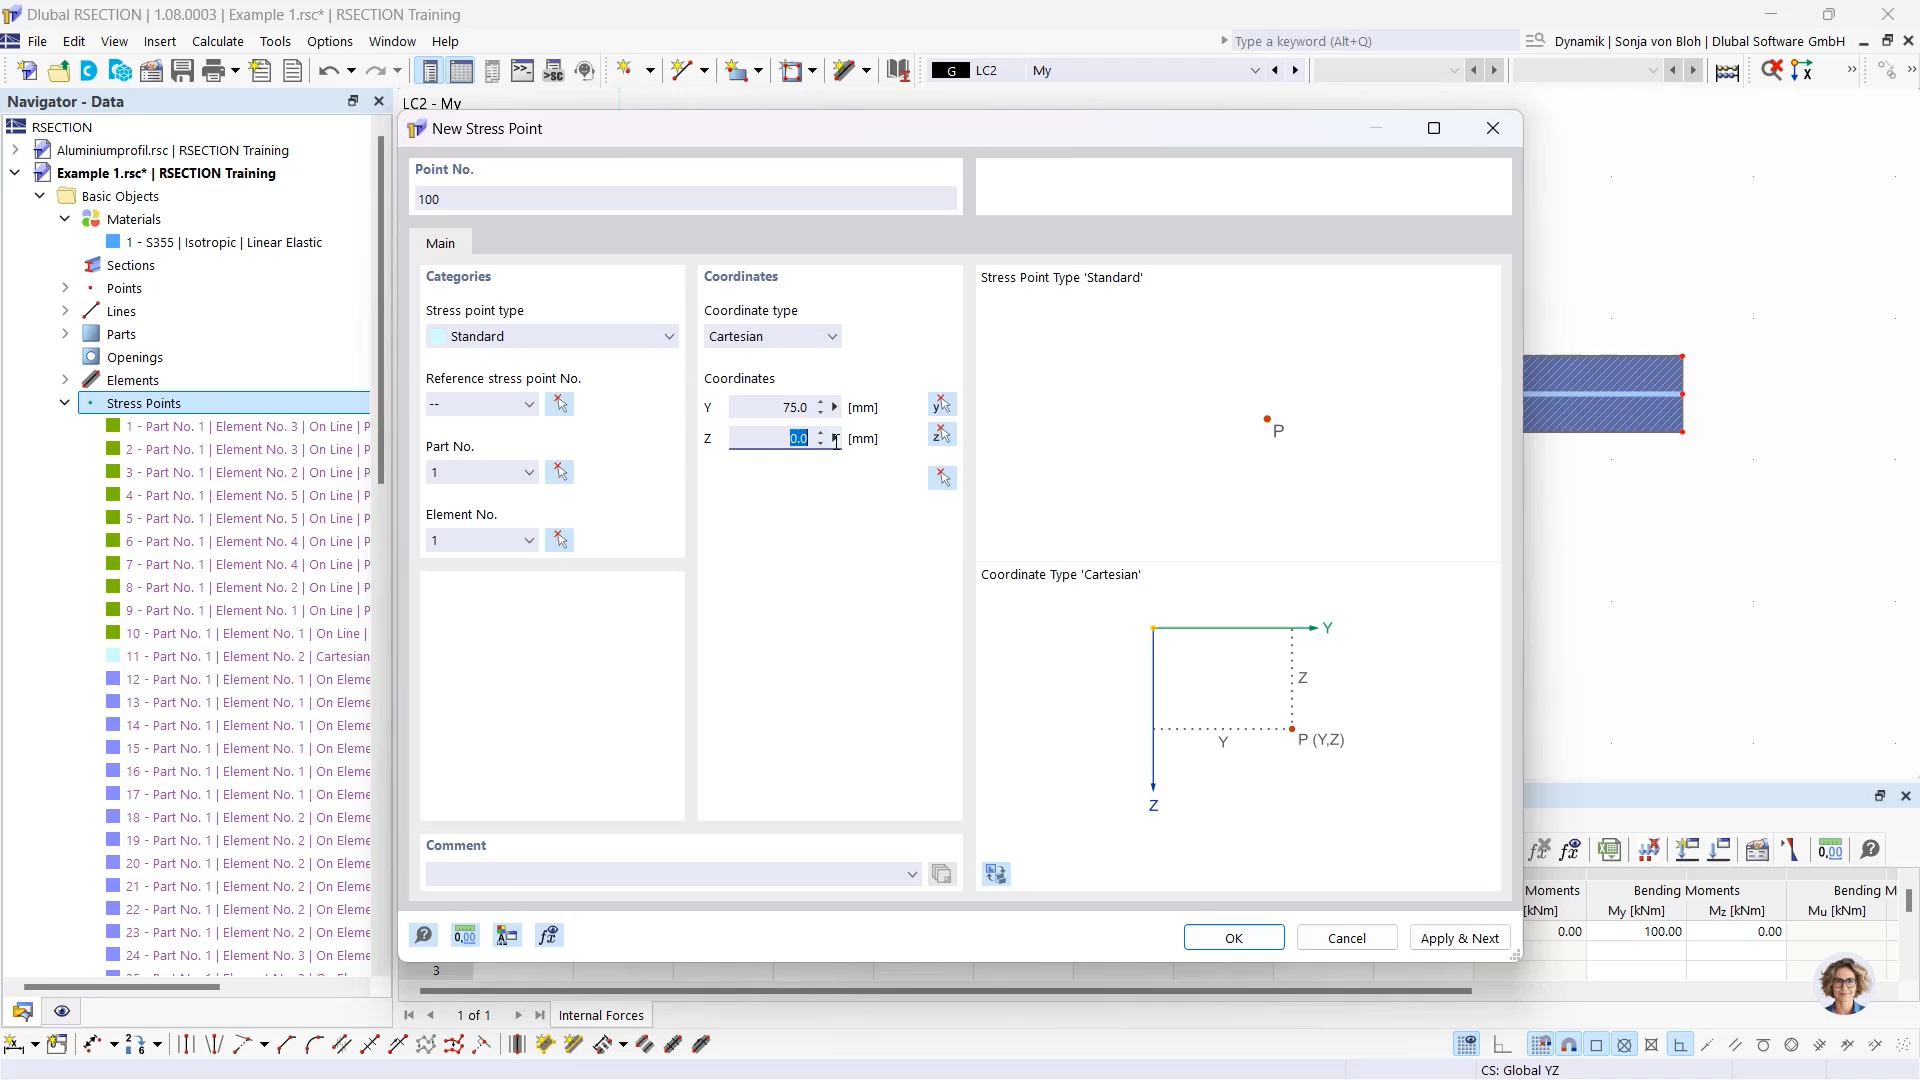 Dlubal RSECTION | 1.08.0003 | Example 1.rsc* | RSECTION Training
File Edit View Insert Calculate Tools Options Window Help
Type a keyword (Alt+Q)
Dynamik | Sonja von Bloh | Dlubal Software GmbH
G LC2 My
Navigator - Data
RSECTION
Aluminiumprofil.rsc | RSECTION Training
Example 1.rsc* | RSECTION Training
Basic Objects
Materials
1 - S355 | Isotropic | Linear Elastic
Sections
Points
Lines
Parts
Openings
Elements
Stress Points
1 - Part No. 1 | Element No. 3 | On Line | P
2 - Part No. 1 | Element No. 3 | On Line | P
3 - Part No. 1 | Element No. 2 | On Line | P
4 - Part No. 1 | Element No. 5 | On Line | P
5 - Part No. 1 | Element No. 5 | On Line | P
6 - Part No. 1 | Element No. 4 | On Line | P
7 - Part No. 1 | Element No. 4 | On Line | P
8 - Part No. 1 | Element No. 2 | On Line | P
9 - Part No. 1 | Element No. 1 | On Line | P
10 - Part No. 1 | Element No. 1 | On Line |
11 - Part No. 1 | Element No. 2 | Cartesian
12 - Part No. 1 | Element No. 1 | On Eleme
13 - Part No. 1 | Element No. 1 | On Eleme
14 - Part No. 1 | Element No. 1 | On Eleme
15 - Part No. 1 | Element No. 1 | On Eleme
16 - Part No. 1 | Element No. 1 | On Eleme
17 - Part No. 1 | Element No. 1 | On Eleme
18 - Part No. 1 | Element No. 2 | On Eleme
19 - Part No. 1 | Element No. 2 | On Eleme
20 - Part No. 1 | Element No. 2 | On Eleme
21 - Part No. 1 | Element No. 2 | On Eleme
22 - Part No. 1 | Element No. 2 | On Eleme
23 - Part No. 1 | Element No. 2 | On Eleme
24 - Part No. 1 | Element No. 3 | On Eleme
LC2 - My
New Stress Point
Point No.
100
Main
Categories
Stress point type
Standard
Reference stress point No.
--
Part No.
1
Element No.
1
Coordinates
Coordinate type
Cartesian
Coordinates
Y 75.0 [mm]
Z 0.0 [mm]
Comment
Stress Point Type 'Standard'
P
Coordinate Type 'Cartesian'
Y
Z
Y
P (Y,Z)
Z
OK Cancel Apply & Next
Moments Bending Moments Bending M
[kNm] My [kNm] Mz [kNm] Mu [kNm]
0.00 100.00 0.00
3
1 of 1 Internal Forces
CS: Global YZ